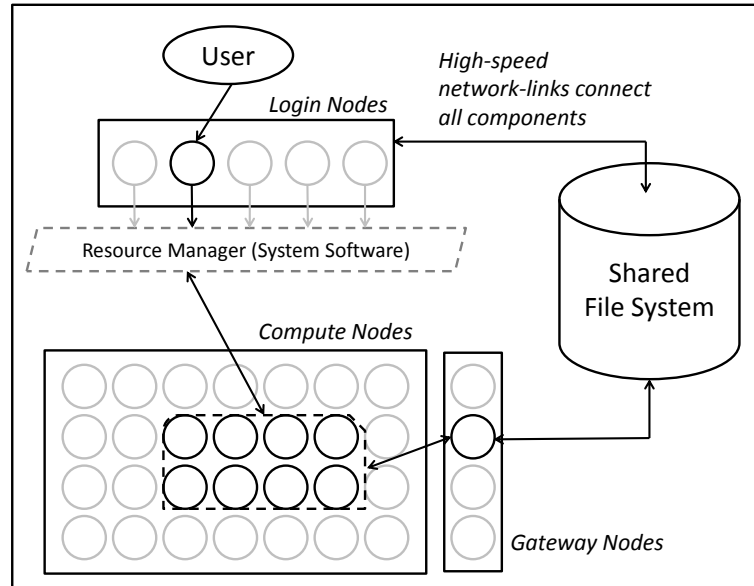 User
High-speed
network-links connect
all components
Login Nodes
Resource Manager (System Software)
Shared
File System
Compute Nodes
Gateway Nodes